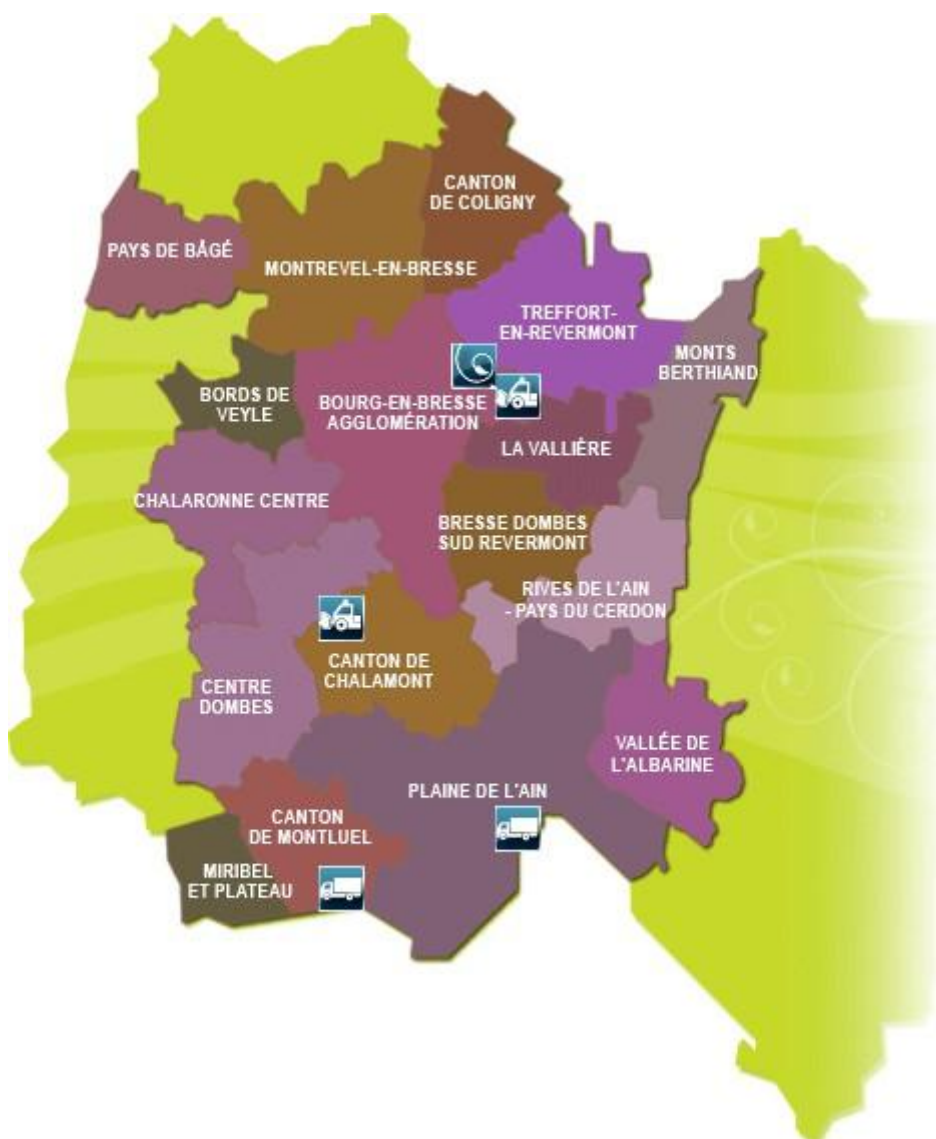 CANTON
DE COLIGNY
PAYS DE BÂGÉ
MONTREVEL-EN-BRESSE
TREFFORT-
EN-REVERMONT
MONTS
BERTHIAND
BORDS DE
VEYLE
BOURG-EN-BRESSE
AGGLOMÉRATION
LA VALLIÈRE
CHALARONNE CENTRE
BRESSE DOMBES
SUD REVERMONT
RIVES DE L'AIN
- PAYS DU CERDON
CANTON DE
CHALAMONT
CENTRE
DOMBES
VALLÉE DE
L'ALBARINE
PLAINE DE L'AIN
CANTON
DE MONTLUEL
MIRIBEL
ET PLATEAU